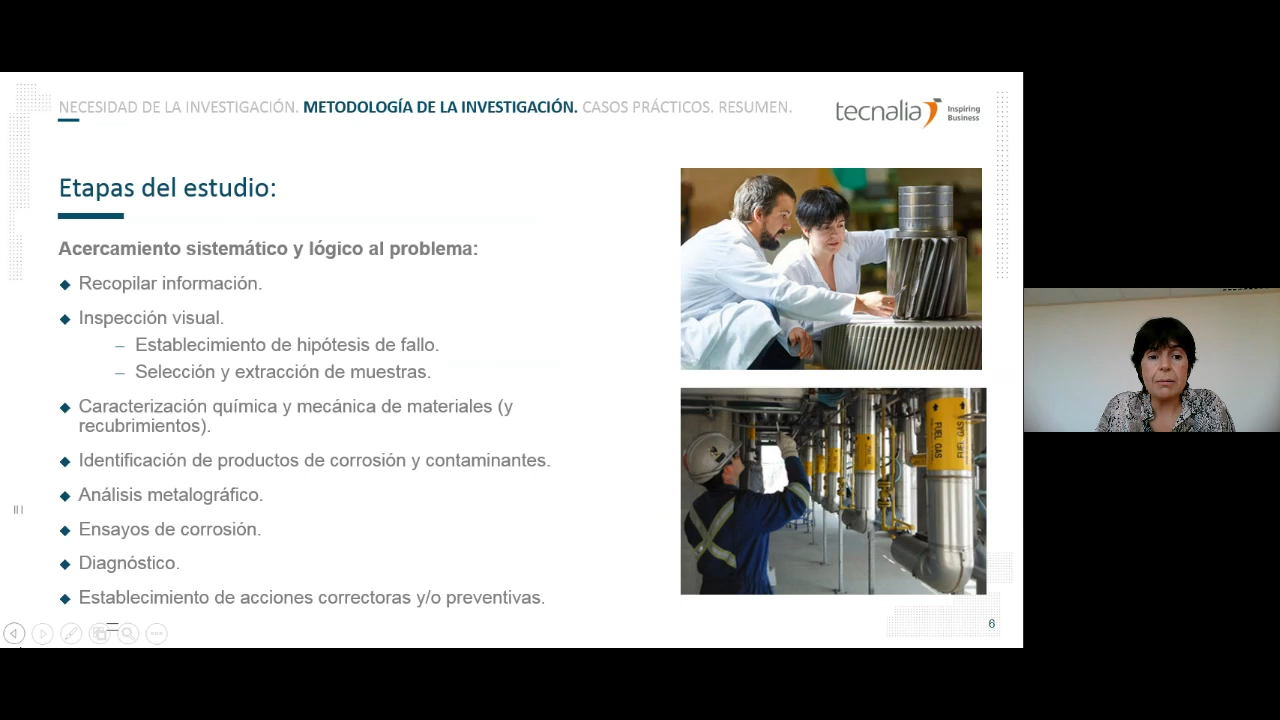 NECESIDAD DE LA INVESTIGACIÓN. METODOLOGÍA DE LA INVESTIGACIÓN. CASOS PRÁCTICOS. RESUMEN.
tecnalia Inspiring
Business
Etapas del estudio:
Acercamiento sistemático y lógico al problema:
Recopilar información.
Inspección visual.
– Establecimiento de hipótesis de fallo.
– Selección y extracción de muestras.
Caracterización química y mecánica de materiales (y
recubrimientos).
Identificación de productos de corrosión y contaminantes.
Análisis metalográfico.
Ensayos de corrosión.
Diagnóstico.
Establecimiento de acciones correctoras y/o preventivas.
FUEL GAS
FUEL GAS
6